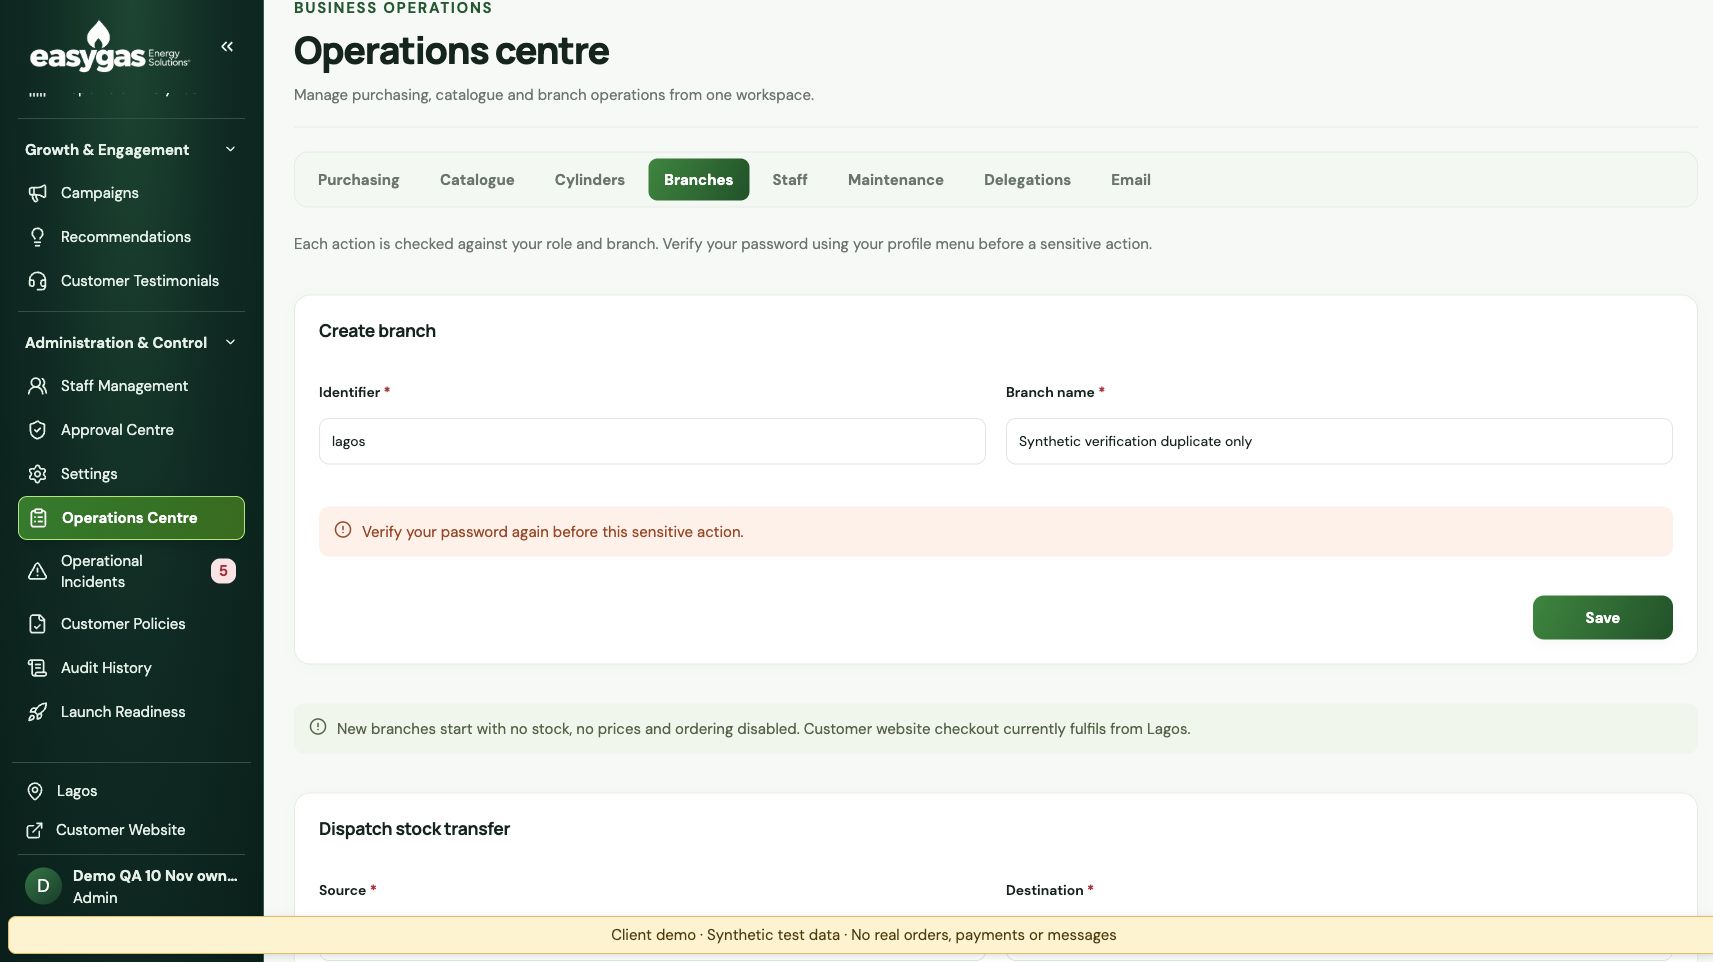 easygas Energy Solutions
Growth & Engagement
Campaigns
Recommendations
Customer Testimonials
Administration & Control
Staff Management
Approval Centre
Settings
Operations Centre
Operational
Incidents
5
Customer Policies
Audit History
Launch Readiness
Lagos
Customer Website
D
Demo QA 10 Nov own...
Admin
BUSINESS OPERATIONS
Operations centre
Manage purchasing, catalogue and branch operations from one workspace.
Purchasing Catalogue Cylinders Branches Staff Maintenance Delegations Email
Each action is checked against your role and branch. Verify your password using your profile menu before a sensitive action.
Create branch
Identifier * Branch name *
lagos Synthetic verification duplicate only
Verify your password again before this sensitive action.
Save
New branches start with no stock, no prices and ordering disabled. Customer website checkout currently fulfils from Lagos.
Dispatch stock transfer
Source * Destination *
Client demo · Synthetic test data · No real orders, payments or messages